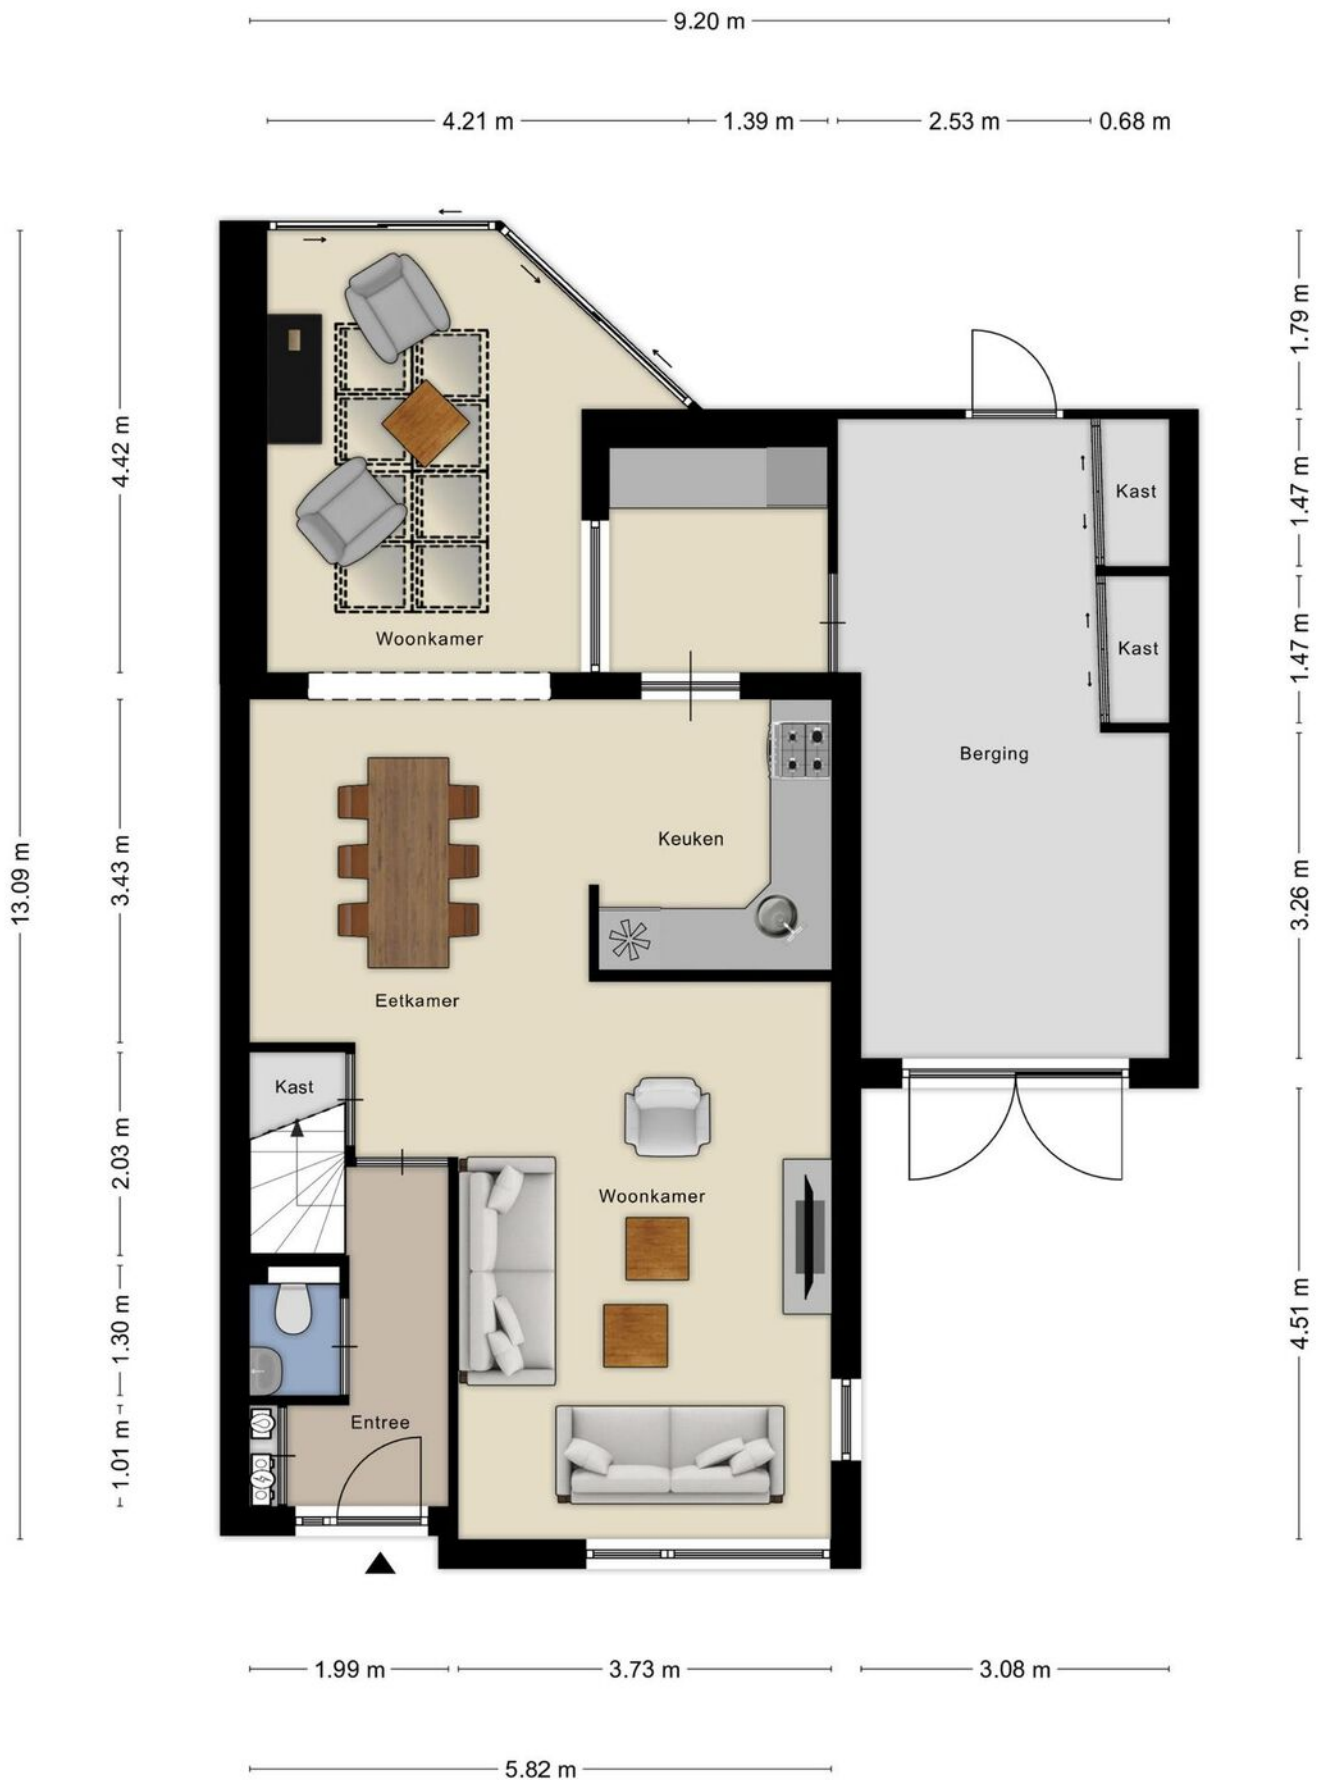 9.20 m
4.21 m
1.39 m
2.53 m
0.68 m
1.79 m
4.42 m
1.47 m
Kast
Woonkamer
1.47 m
Kast
Berging
13.09 m
3.43 m
Keuken
3.26 m
Eetkamer
Kast
2.03 m
Woonkamer
1.30 m
4.51 m
1.01 m
Entree
1.99 m
3.73 m
3.08 m
5.82 m